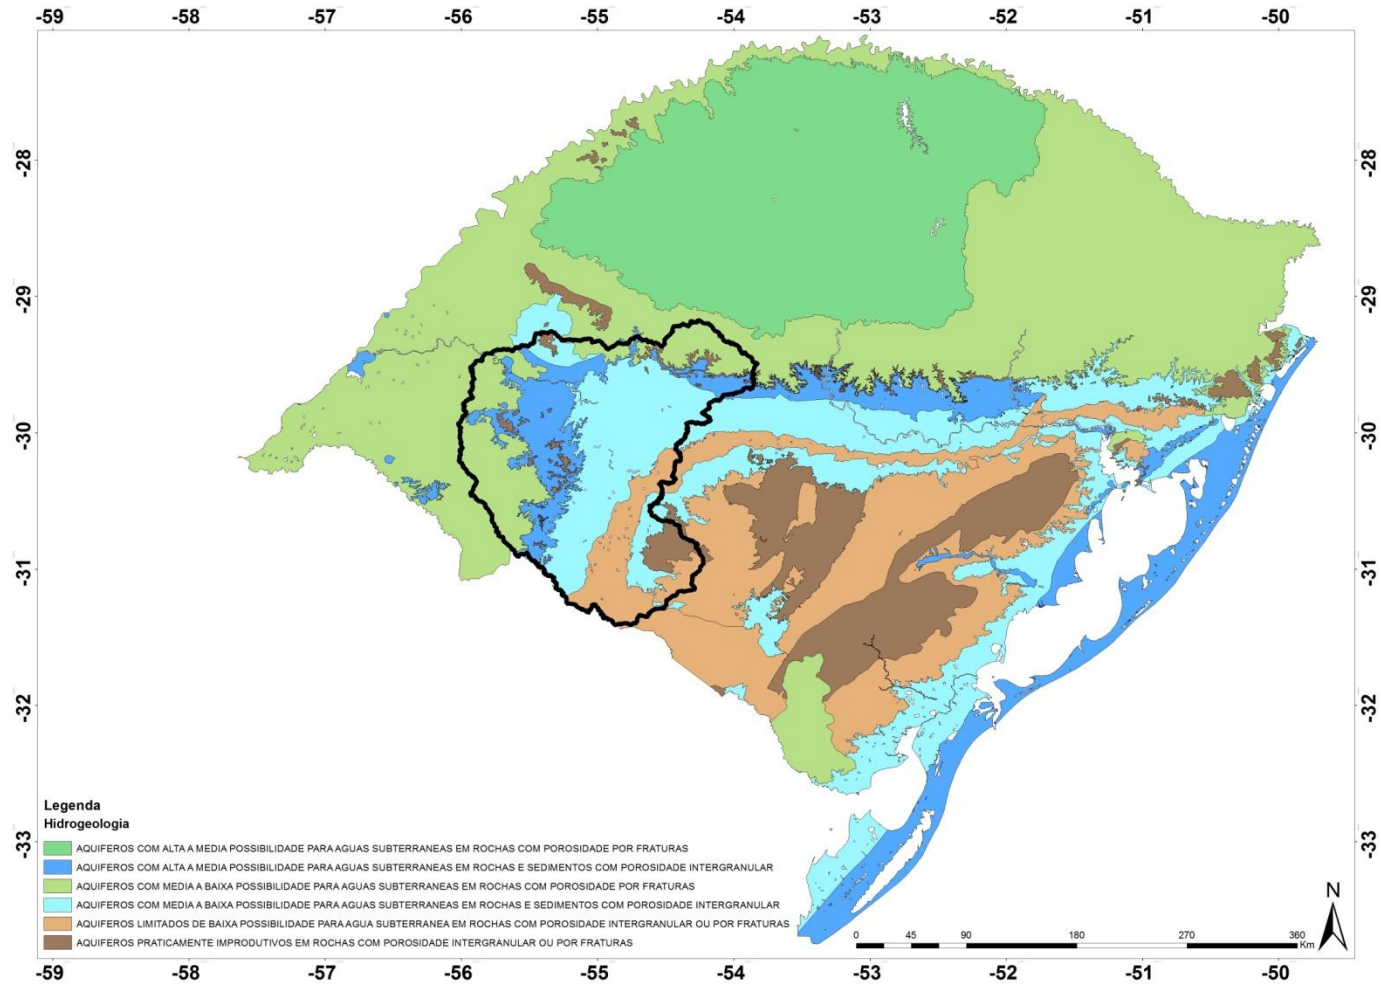 -59 -58 -57 -56 -55 -54 -53 -52 -51 -50
-28 -28
-29 -29
-30 -30
-31 -31
-32 -32
-33 -33
Legenda
Hidrogeologia
AQUIFEROS COM ALTA A MEDIA POSSIBILIDADE PARA AGUAS SUBTERRANEAS EM ROCHAS COM POROSIDADE POR FRATURAS
AQUIFEROS COM ALTA A MEDIA POSSIBILIDADE PARA AGUAS SUBTERRANEAS EM ROCHAS E SEDIMENTOS COM POROSIDADE INTERGRANULAR
AQUIFEROS COM MEDIA A BAIXA POSSIBILIDADE PARA AGUAS SUBTERRANEAS EM ROCHAS COM POROSIDADE POR FRATURAS
AQUIFEROS COM MEDIA A BAIXA POSSIBILIDADE PARA AGUAS SUBTERRANEAS EM ROCHAS E SEDIMENTOS COM POROSIDADE INTERGRANULAR
AQUIFEROS LIMITADOS DE BAIXA POSSIBILIDADE PARA AGUA SUBTERRANEA EM ROCHAS COM POROSIDADE INTERGRANULAR OU POR FRATURAS
AQUIFEROS PRATICAMENTE IMPRODUTIVOS EM ROCHAS COM POROSIDADE INTERGRANULAR OU POR FRATURAS
N
0 45 90 180 270 360
Km
-59 -58 -57 -56 -55 -54 -53 -52 -51 -50